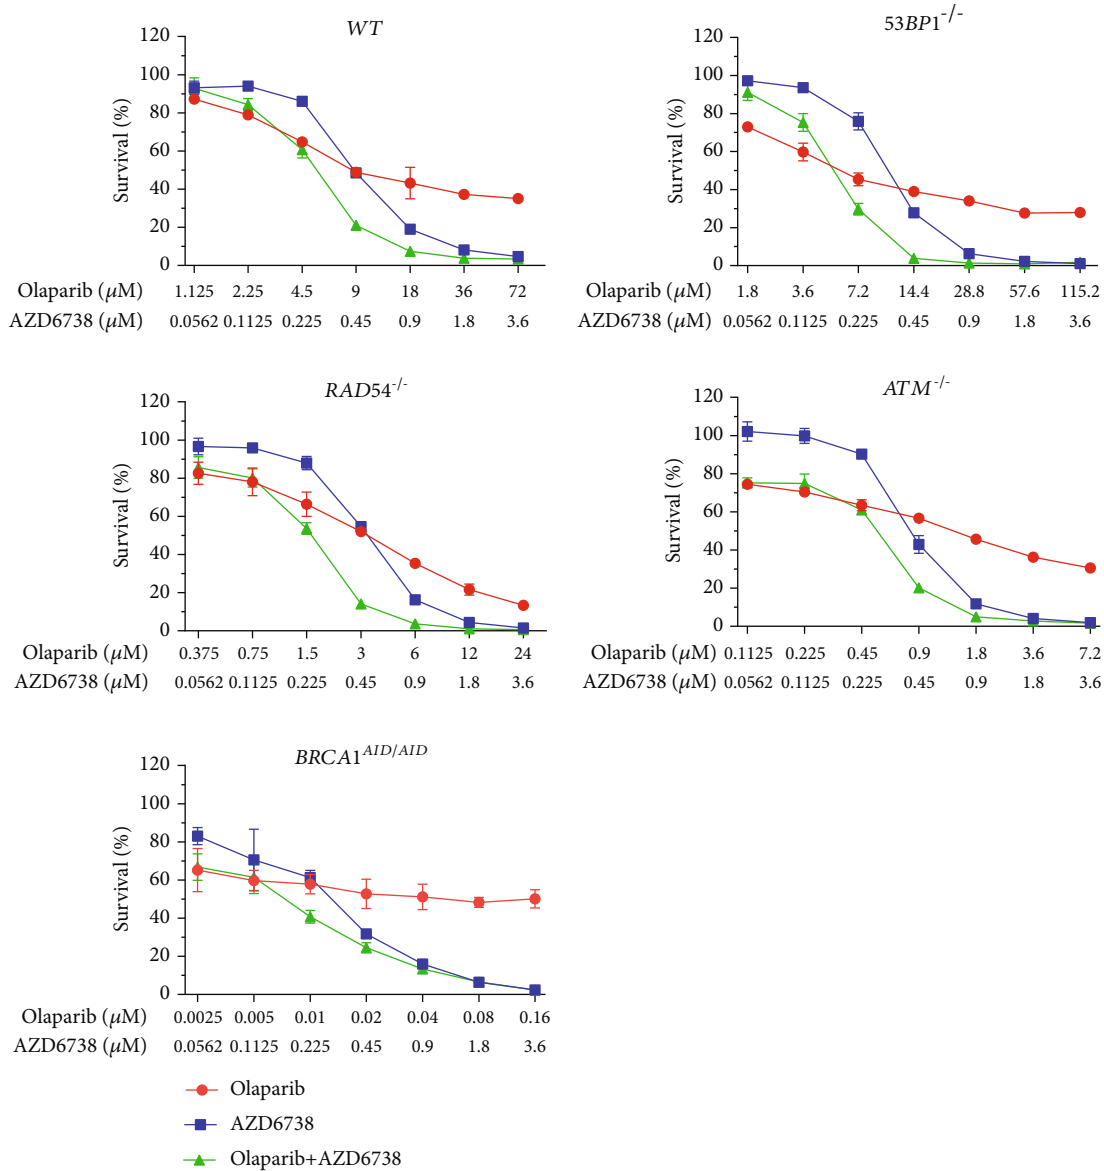 WT
120
100
80
60
40
20
0
Survival (%)
Olaparib (μM) 1.125 2.25 4.5 9 18 36 72
AZD6738 (μM) 0.0562 0.1125 0.225 0.45 0.9 1.8 3.6
53BP1-/-
120
100
80
60
40
20
0
Survival (%)
Olaparib (μM) 1.8 3.6 7.2 14.4 28.8 57.6 115.2
AZD6738 (μM) 0.0562 0.1125 0.225 0.45 0.9 1.8 3.6
RAD54-/-
120
100
80
60
40
20
0
Survival (%)
Olaparib (μM) 0.375 0.75 1.5 3 6 12 24
AZD6738 (μM) 0.0562 0.1125 0.225 0.45 0.9 1.8 3.6
ATM-/-
120
100
80
60
40
20
0
Survival (%)
Olaparib (μM) 0.1125 0.225 0.45 0.9 1.8 3.6 7.2
AZD6738 (μM) 0.0562 0.1125 0.225 0.45 0.9 1.8 3.6
BRCA1AID/AID
120
100
80
60
40
20
0
Survival (%)
Olaparib (μM) 0.0025 0.005 0.01 0.02 0.04 0.08 0.16
AZD6738 (μM) 0.0562 0.1125 0.225 0.45 0.9 1.8 3.6
Olaparib
AZD6738
Olaparib+AZD6738